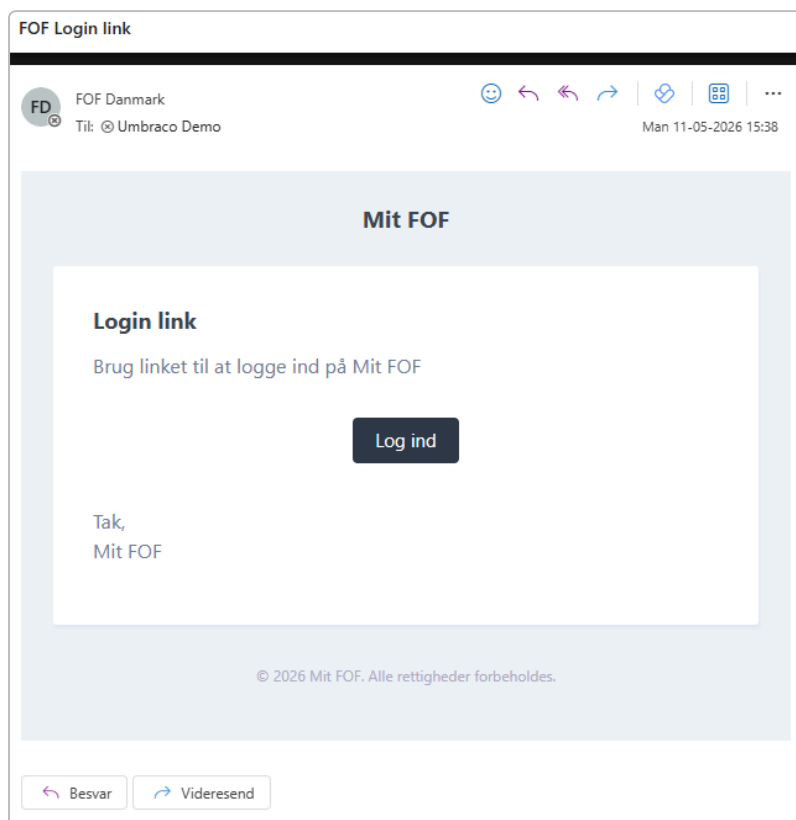 FOF Login link
FD
FOF Danmark
Til: Umbraco Demo
Man 11-05-2026 15:38
Mit FOF
Login link
Brug linket til at logge ind på Mit FOF
Log ind
Tak,
Mit FOF
© 2026 Mit FOF. Alle rettigheder forbeholdes.
Besvar
Videresend